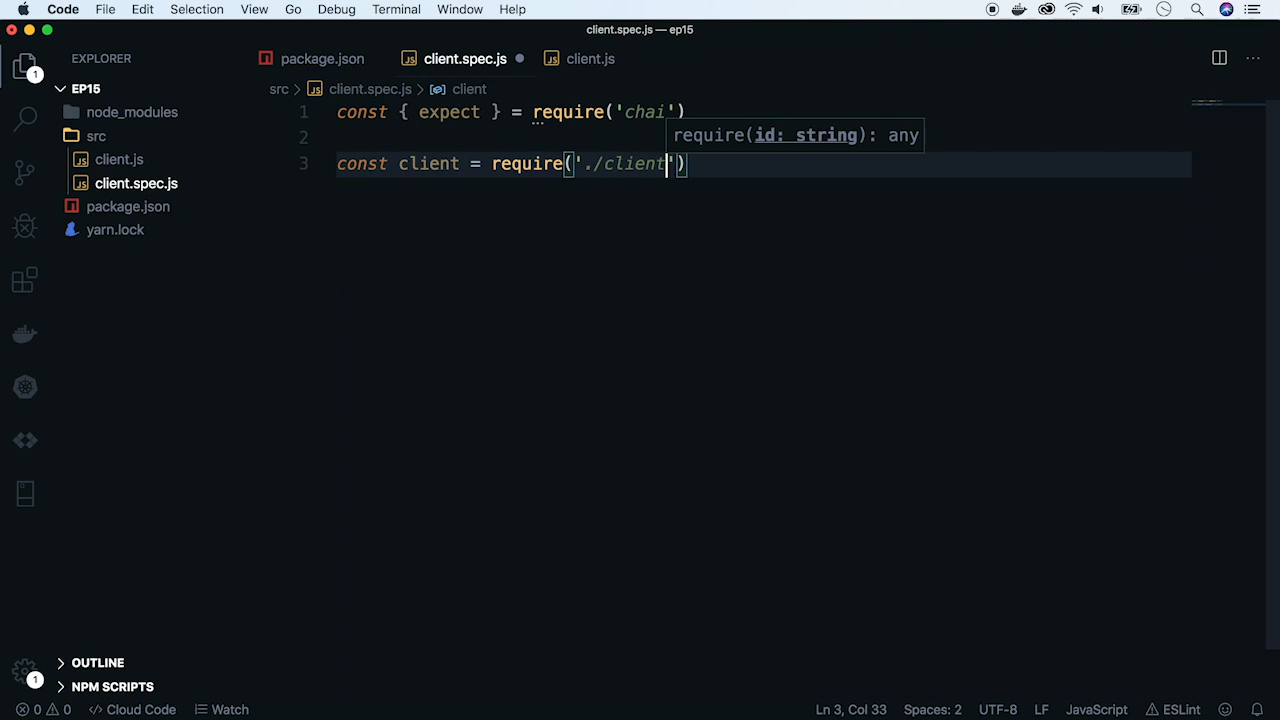 Code File Edit Selection View Go Debug Terminal Window Help
client.spec.js — ep15
EXPLORER
package.json
client.spec.js
client.js
1
EP15
node_modules
src
client.js
client.spec.js
package.json
yarn.lock
src > client.spec.js > client
1 const { expect } = require('chai')
2
require(id: string): any
3 const client = require('./client')
OUTLINE
1
NPM SCRIPTS
0 0 Cloud Code Watch
Ln 3, Col 33 Spaces: 2 UTF-8 LF JavaScript ESLint